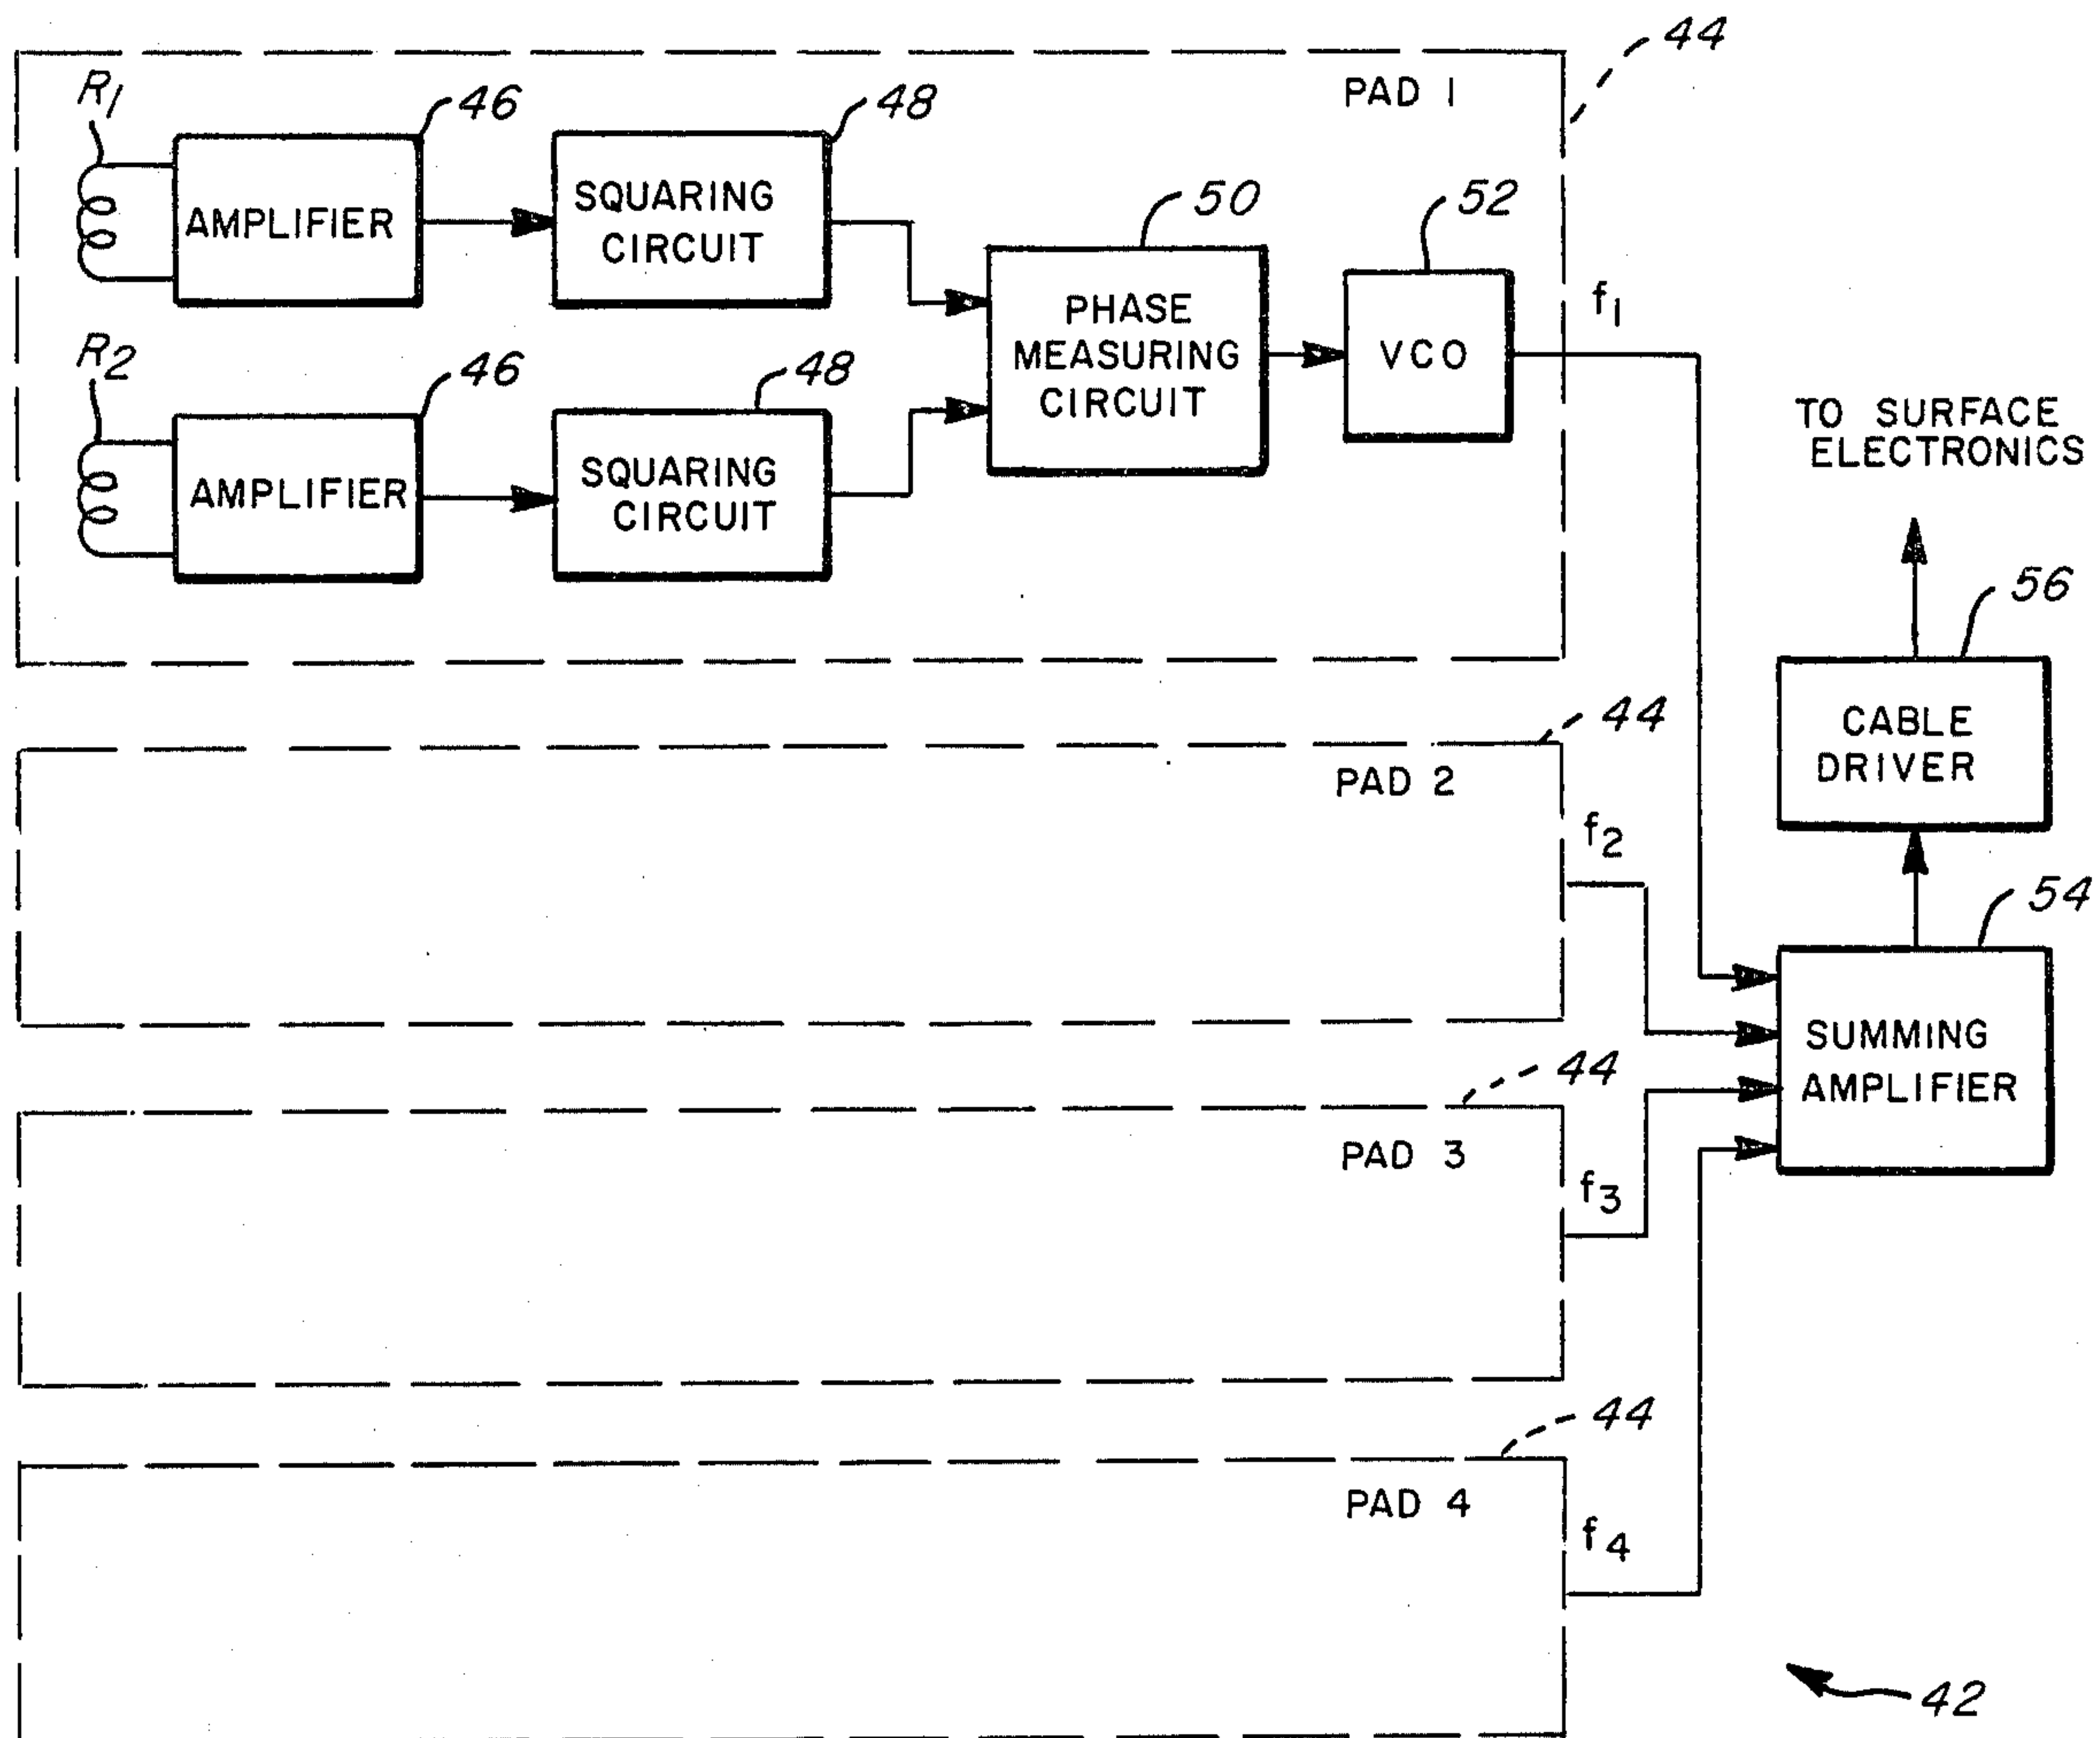 44
PAD 1
R1
46
48
AMPLIFIER
SQUARING
CIRCUIT
50
52
f1
PHASE
MEASURING
CIRCUIT
VCO
R2
46
48
AMPLIFIER
SQUARING
CIRCUIT
TO SURFACE
ELECTRONICS
56
CABLE
DRIVER
44
PAD 2
f2
54
SUMMING
AMPLIFIER
44
PAD 3
f3
44
PAD 4
f4
42